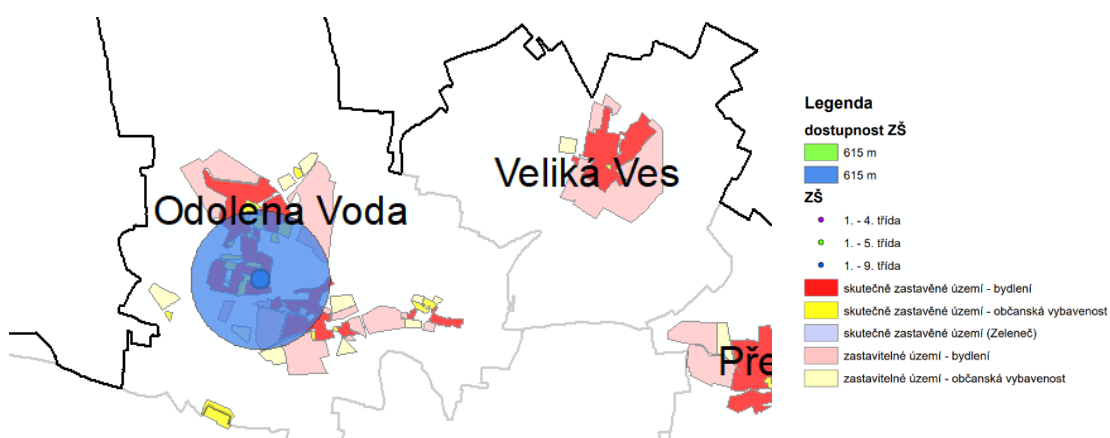 Odolena Voda
Veliká Ves
Pře
Legenda
dostupnost ZŠ
615 m
615 m
ZŠ
1. - 4. třída
1. - 5. třída
1. - 9. třída
skutečně zastavěné území - bydlení
skutečně zastavěné území - občanská vybavenost
skutečně zastavěné území (Zeleneč)
zastavitelné území - bydlení
zastavitelné území - občanská vybavenost